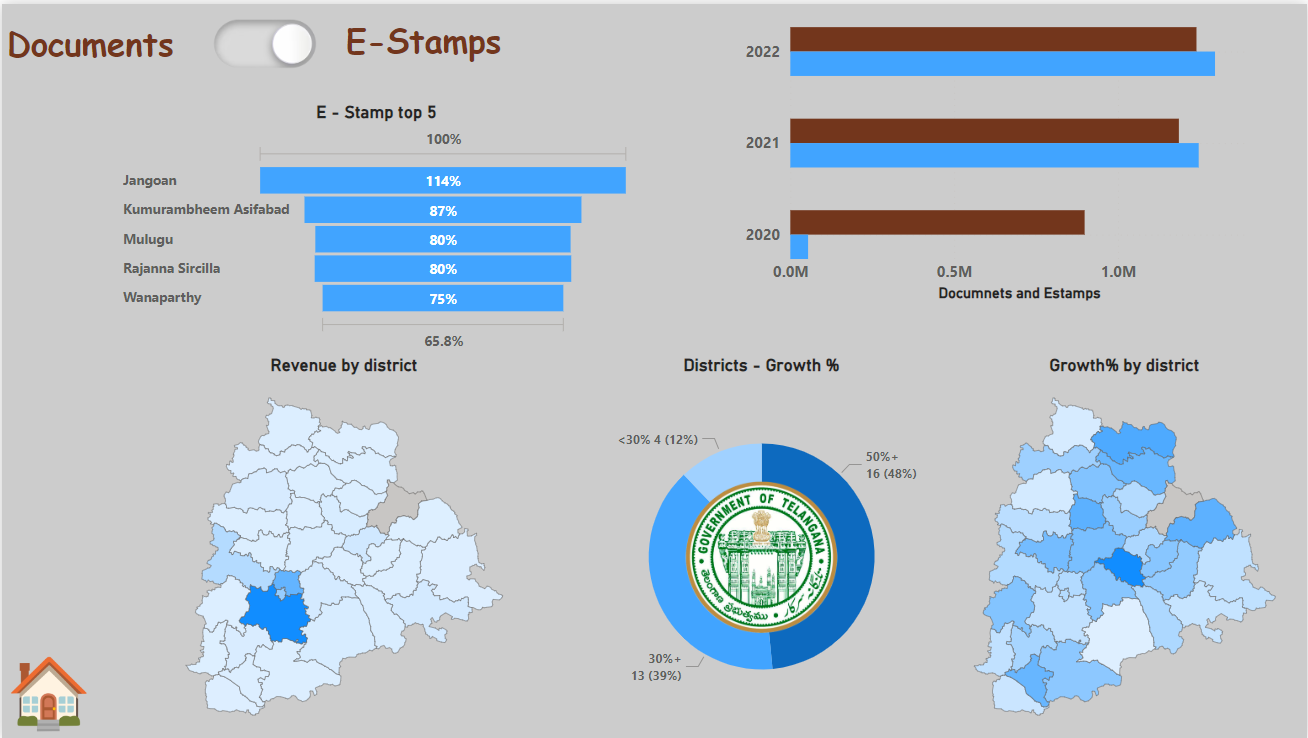 Documents
E-Stamps
E - Stamp top 5
100%
Jangoan 114%
Kumurambheem Asifabad 87%
Mulugu 80%
Rajanna Sircilla 80%
Wanaparthy 75%
65.8%
2022
2021
2020
0.0M 0.5M 1.0M
Documnets and Estamps
Revenue by district
Districts - Growth %
<30% 4 (12%)
50%+
16 (48%)
30%+
13 (39%)
GOVERNMENT OF TELANGANA
తెలంగాణ ప్రభుత్వము
Growth% by district